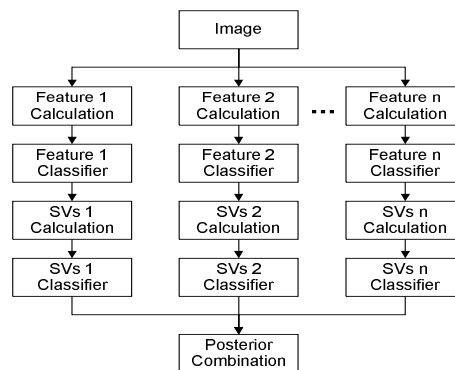 Image
Feature 1
Calculation
Feature 2
Calculation
...
Feature n
Calculation
Feature 1
Classifier
Feature 2
Classifier
Feature n
Classifier
SVs 1
Calculation
SVs 2
Calculation
SVs n
Calculation
SVs 1
Classifier
SVs 2
Classifier
SVs n
Classifier
Posterior
Combination